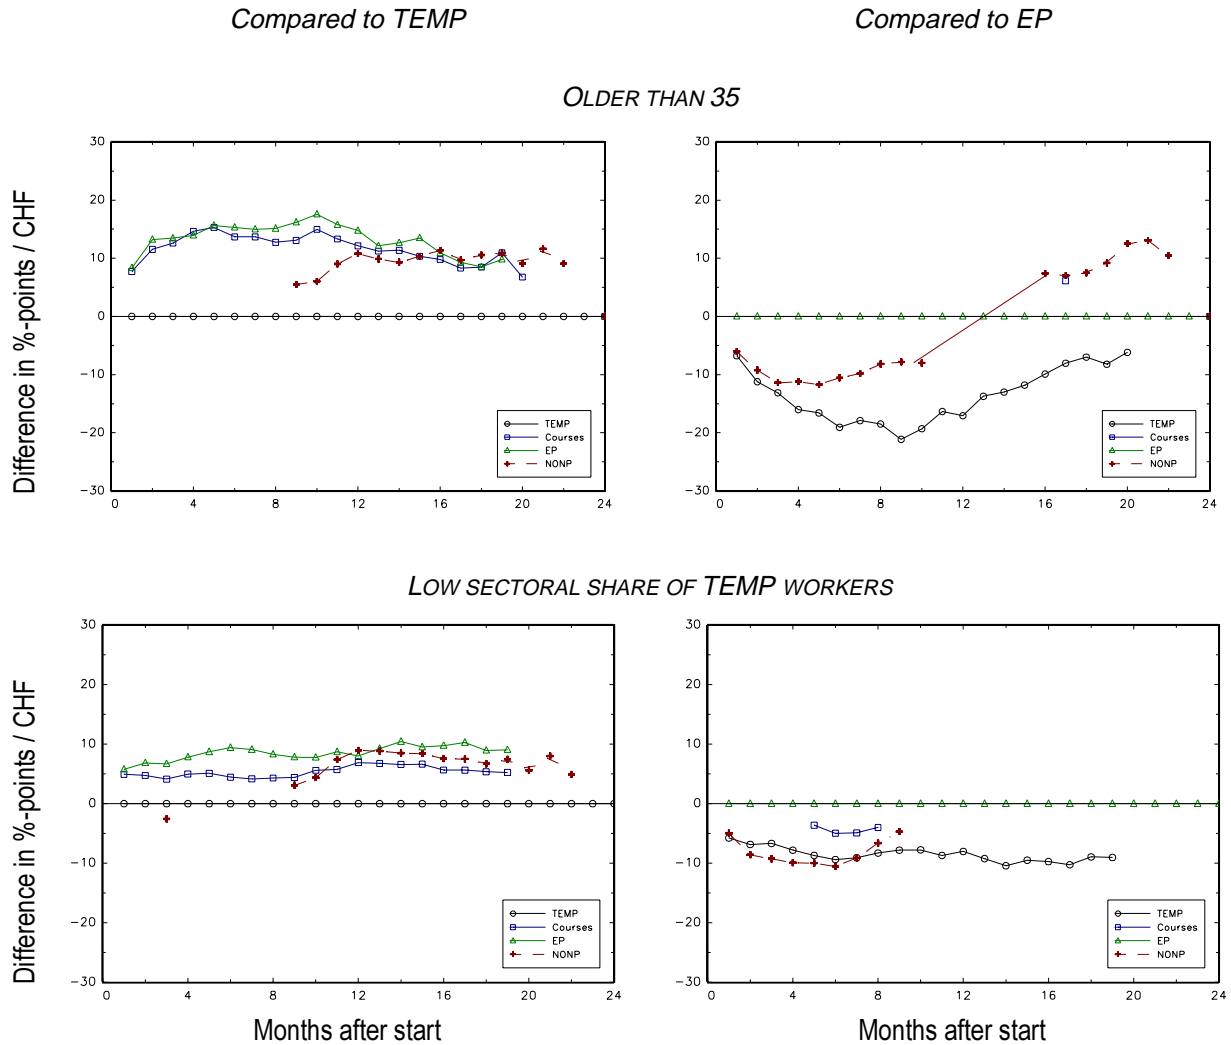 Compared to TEMP
Compared to EP
OLDER THAN 35
Difference in %-points / CHF
30
20
10
0
−10
−20
−30
0 4 8 12 16 20 24
TEMP
Courses
EP
NONP
30
20
10
0
−10
−20
−30
0 4 8 12 16 20 24
TEMP
Courses
EP
NONP
LOW SECTORAL SHARE OF TEMP WORKERS
Difference in %-points / CHF
30
20
10
0
−10
−20
−30
0 4 8 12 16 20 24
TEMP
Courses
EP
NONP
Months after start
30
20
10
0
−10
−20
−30
0 4 8 12 16 20 24
TEMP
Courses
EP
NONP
Months after start